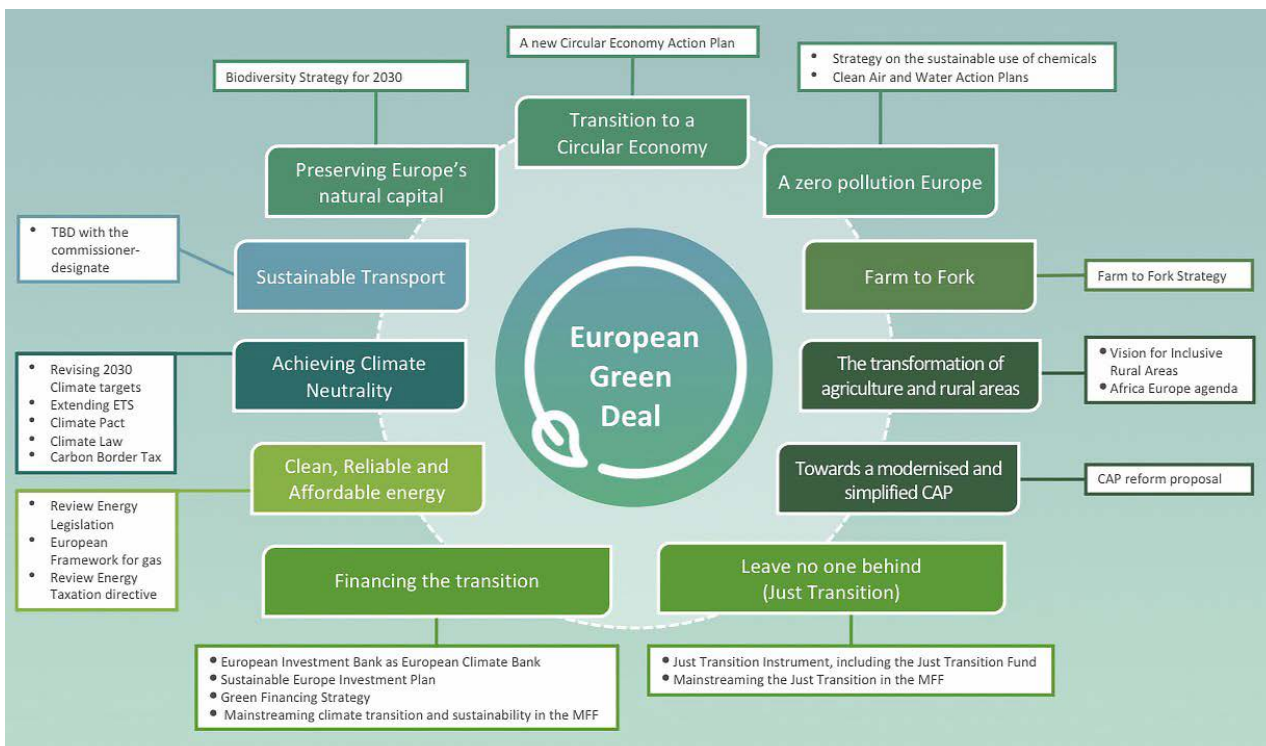 A new Circular Economy Action Plan
Biodiversity Strategy for 2030
• Strategy on the sustainable use of chemicals
• Clean Air and Water Action Plans
Transition to a
Circular Economy
Preserving Europe's
natural capital
A zero pollution Europe
• TBD with the
commissioner-
designate
Sustainable Transport
Farm to Fork
Farm to Fork Strategy
European
Green
Deal
Achieving Climate
Neutrality
The transformation of
agriculture and rural areas
• Vision for Inclusive
Rural Areas
• Africa Europe agenda
• Revising 2030
Climate targets
• Extending ETS
• Climate Pact
• Climate Law
• Carbon Border Tax
Clean, Reliable and
Affordable energy
Towards a modernised and
simplified CAP
CAP reform proposal
• Review Energy
Legislation
• European
Framework for gas
• Review Energy
Taxation directive
Financing the transition
Leave no one behind
(Just Transition)
• European Investment Bank as European Climate Bank
• Sustainable Europe Investment Plan
• Green Financing Strategy
• Mainstreaming climate transition and sustainability in the MFF
• Just Transition Instrument, including the Just Transition Fund
• Mainstreaming the Just Transition in the MFF